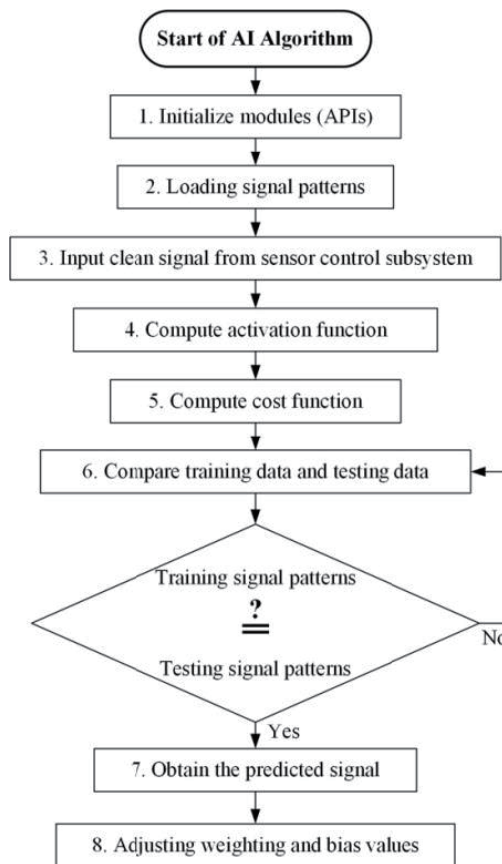 Start of AI Algorithm
1. Initialize modules (APIs)
2. Loading signal patterns
3. Input clean signal from sensor control subsystem
4. Compute activation function
5. Compute cost function
6. Compare training data and testing data
Training signal patterns
?
=
Testing signal patterns
No
Yes
7. Obtain the predicted signal
8. Adjusting weighting and bias values